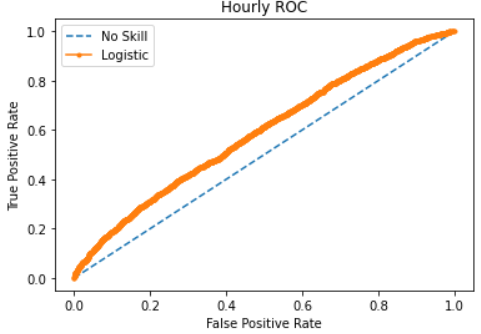 Hourly ROC
No Skill
Logistic
True Positive Rate
1.0
0.8
0.6
0.4
0.2
0.0
0.0 0.2 0.4 0.6 0.8 1.0
False Positive Rate